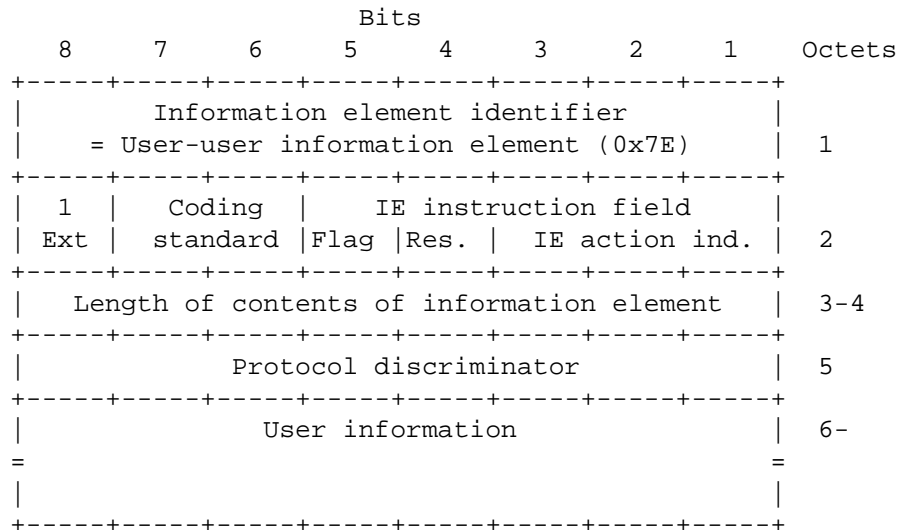 Bits
    8     7     6     5     4     3     2     1    Octets
 +-----+-----+-----+-----+-----+-----+-----+-----+
 |         Information element identifier        |
 |    = User-user information element (0x7E)     |  1
 +-----+-----+-----+-----+-----+-----+-----+-----+
 |  1  |   Coding  |    IE instruction field     |
 | Ext |  standard |Flag |Res. |  IE action ind. |  2
 +-----+-----+-----+-----+-----+-----+-----+-----+
 |   Length of contents of information element   |  3-4
 +-----+-----+-----+-----+-----+-----+-----+-----+
 |             Protocol discriminator            |  5
 +-----+-----+-----+-----+-----+-----+-----+-----+
 |               User information                |  6-
 =                                               =
 |                                               |
 +-----+-----+-----+-----+-----+-----+-----+-----+